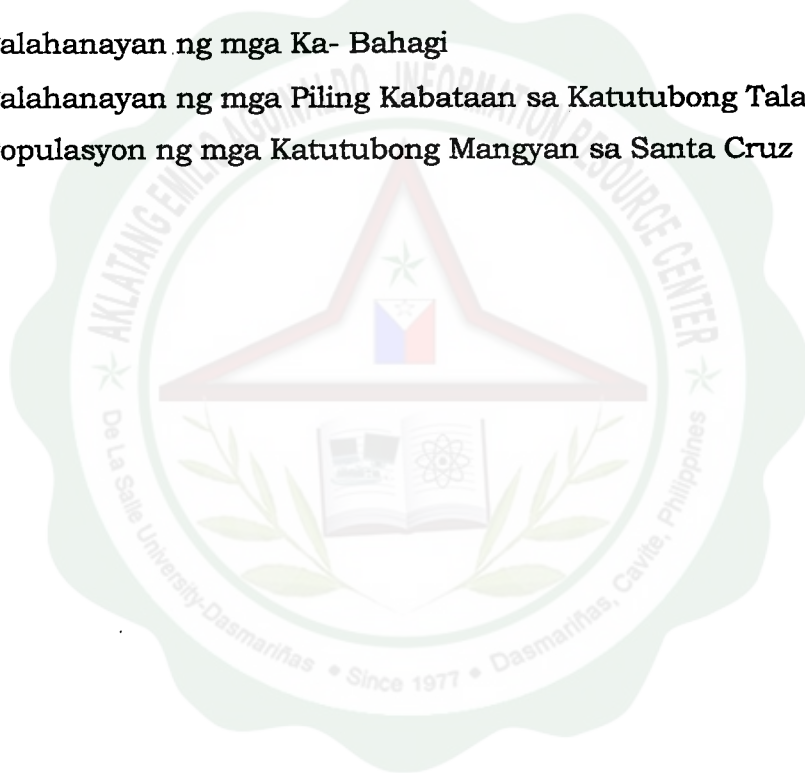 alahanayan ng mga Ka- Bahagi
alahanayan ng mga Piling Kabataan sa Katutubong Tala
opulasyon ng mga Katutubong Mangyan sa Santa Cruz
AKLATANG EMILIO AGUINALDO INFORMATION RESOURCE CENTER
De La Salle University-Dasmariñas • Since 1977 • Dasmariñas, Cavite, Philippines